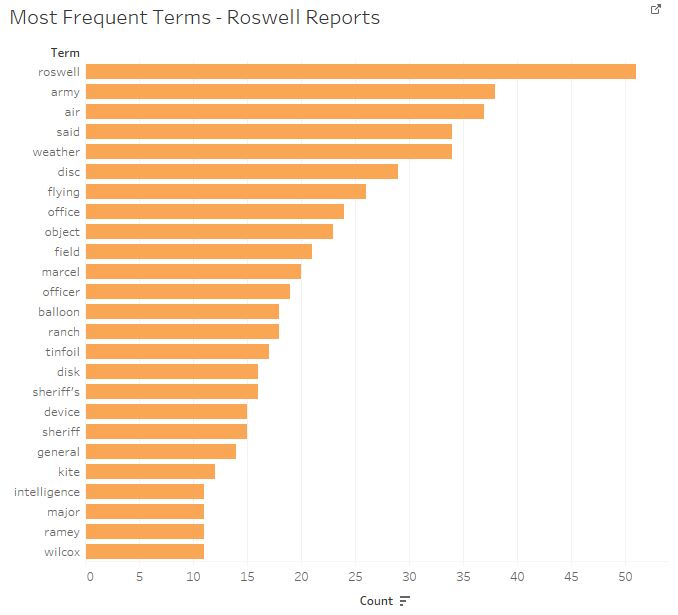 Most Frequent Terms - Roswell Reports
Term
roswell
army
air
said
weather
disc
flying
office
object
field
marcel
officer
balloon
ranch
tinfoil
disk
sheriff's
device
sheriff
general
kite
intelligence
major
ramey
wilcox
0 5 10 15 20 25 30 35 40 45 50
Count